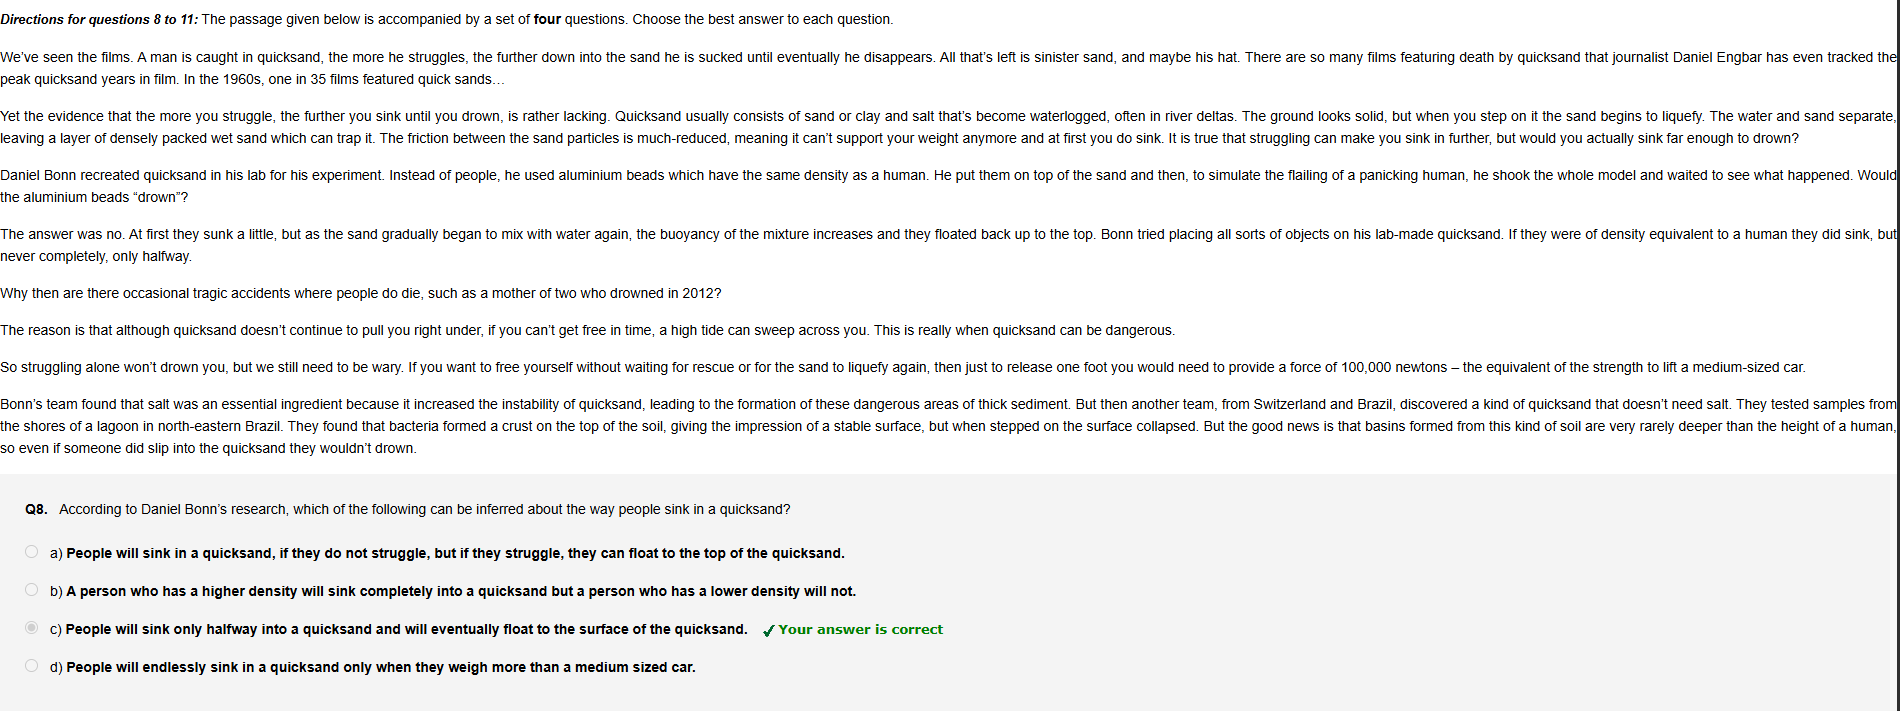 Directions for questions 8 to 11: The passage given below is accompanied by a set of four questions. Choose the best answer to each question.
We've seen the films. A man is caught in quicksand, the more he struggles, the further down into the sand he is sucked until eventually he disappears. All that's left is sinister sand, and maybe his hat. There are so many films featuring death by quicksand that journalist Daniel Engbar has even tracked the
peak quicksand years in film. In the 1960s, one in 35 films featured quick sands…
Yet the evidence that the more you struggle, the further you sink until you drown, is rather lacking. Quicksand usually consists of sand or clay and salt that's become waterlogged, often in river deltas. The ground looks solid, but when you step on it the sand begins to liquefy. The water and sand separate,
leaving a layer of densely packed wet sand which can trap it. The friction between the sand particles is much-reduced, meaning it can't support your weight anymore and at first you do sink. It is true that struggling can make you sink in further, but would you actually sink far enough to drown?
Daniel Bonn recreated quicksand in his lab for his experiment. Instead of people, he used aluminium beads which have the same density as a human. He put them on top of the sand and then, to simulate the flailing of a panicking human, he shook the whole model and waited to see what happened. Would
the aluminium beads "drown"?
The answer was no. At first they sunk a little, but as the sand gradually began to mix with water again, the buoyancy of the mixture increases and they floated back up to the top. Bonn tried placing all sorts of objects on his lab-made quicksand. If they were of density equivalent to a human they did sink, but
never completely, only halfway.
Why then are there occasional tragic accidents where people do die, such as a mother of two who drowned in 2012?
The reason is that although quicksand doesn't continue to pull you right under, if you can't get free in time, a high tide can sweep across you. This is really when quicksand can be dangerous.
So struggling alone won't drown you, but we still need to be wary. If you want to free yourself without waiting for rescue or for the sand to liquefy again, then just to release one foot you would need to provide a force of 100,000 newtons – the equivalent of the strength to lift a medium-sized car.
Bonn's team found that salt was an essential ingredient because it increased the instability of quicksand, leading to the formation of these dangerous areas of thick sediment. But then another team, from Switzerland and Brazil, discovered a kind of quicksand that doesn't need salt. They tested samples from
the shores of a lagoon in north-eastern Brazil. They found that bacteria formed a crust on the top of the soil, giving the impression of a stable surface, but when stepped on the surface collapsed. But the good news is that basins formed from this kind of soil are very rarely deeper than the height of a human,
so even if someone did slip into the quicksand they wouldn't drown.
Q8. According to Daniel Bonn's research, which of the following can be inferred about the way people sink in a quicksand?
a) People will sink in a quicksand, if they do not struggle, but if they struggle, they can float to the top of the quicksand.
b) A person who has a higher density will sink completely into a quicksand but a person who has a lower density will not.
c) People will sink only halfway into a quicksand and will eventually float to the surface of the quicksand. ✓ Your answer is correct
d) People will endlessly sink in a quicksand only when they weigh more than a medium sized car.